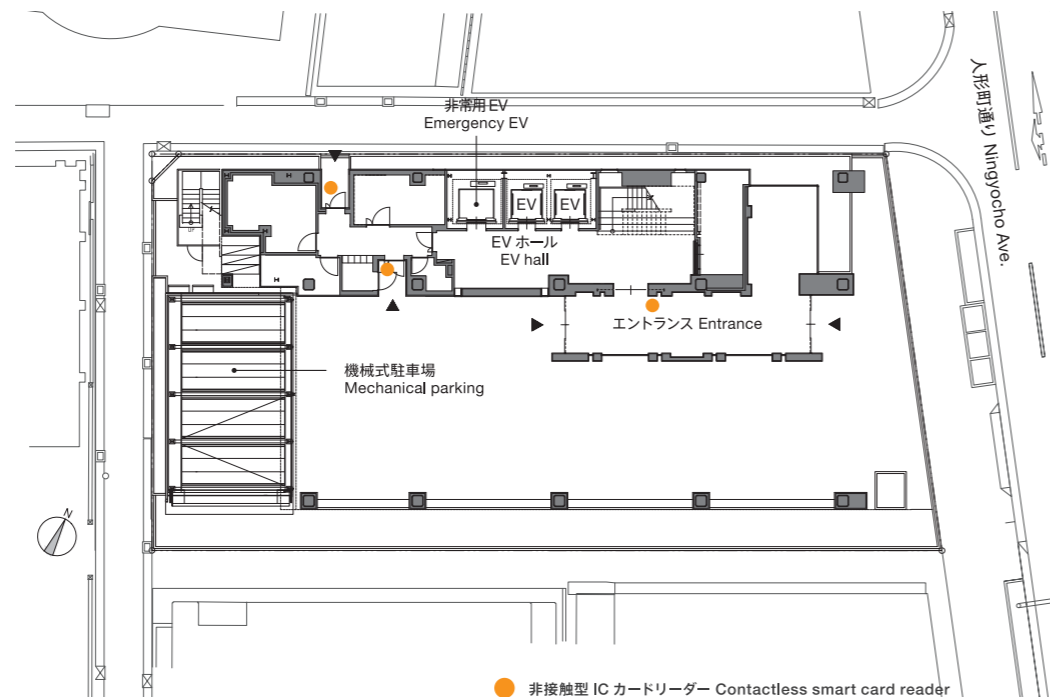 非常用 EV
Emergency EV
人形町通り Ningyocho Ave.
UP
EV
EV
EV ホール
EV hall
エントランス Entrance
機械式駐車場
Mechanical parking
N
非接触型 IC カードリーダー Contactless smart card reader